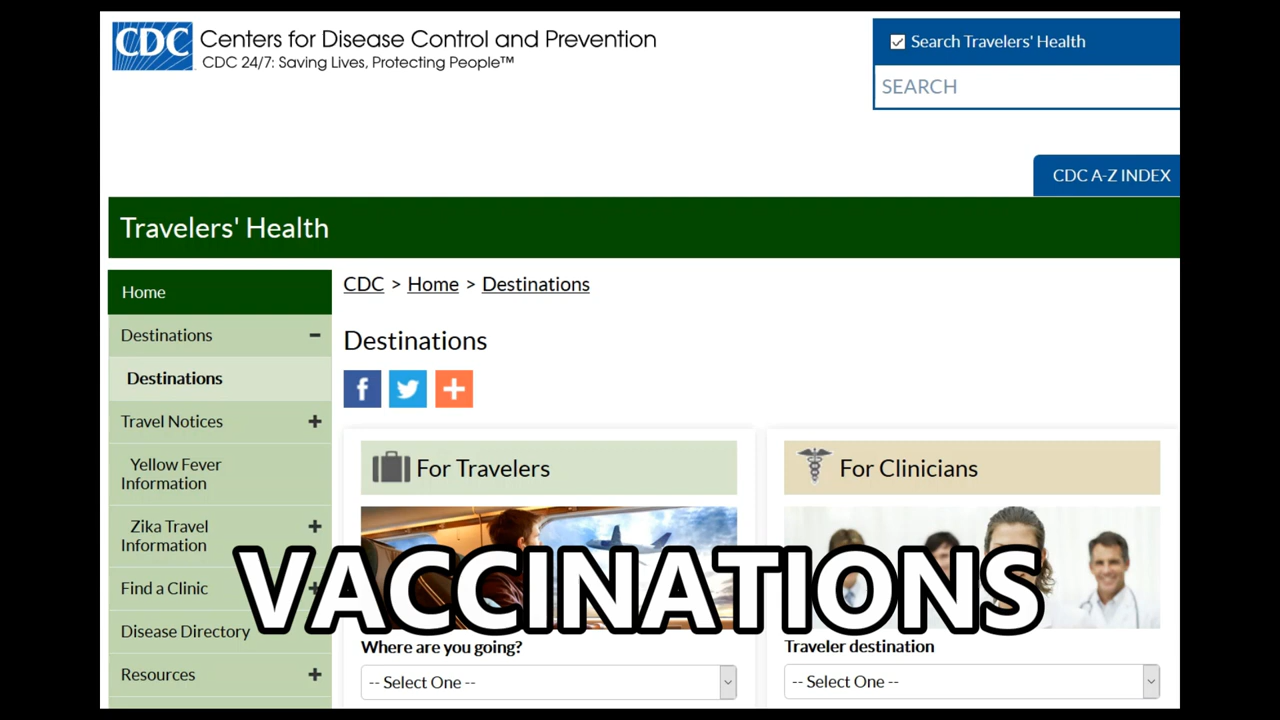 CDC
Centers for Disease Control and Prevention
CDC 24/7: Saving Lives, Protecting People™
Search Travelers' Health
SEARCH
CDC A-Z INDEX
Travelers' Health
Home
Destinations
Destinations
Travel Notices
Yellow Fever
Information
Zika Travel
Information
Find a Clinic
Disease Directory
Resources
CDC > Home > Destinations
Destinations
For Travelers
For Clinicians
VACCINATIONS
Where are you going?
-- Select One --
Traveler destination
-- Select One --